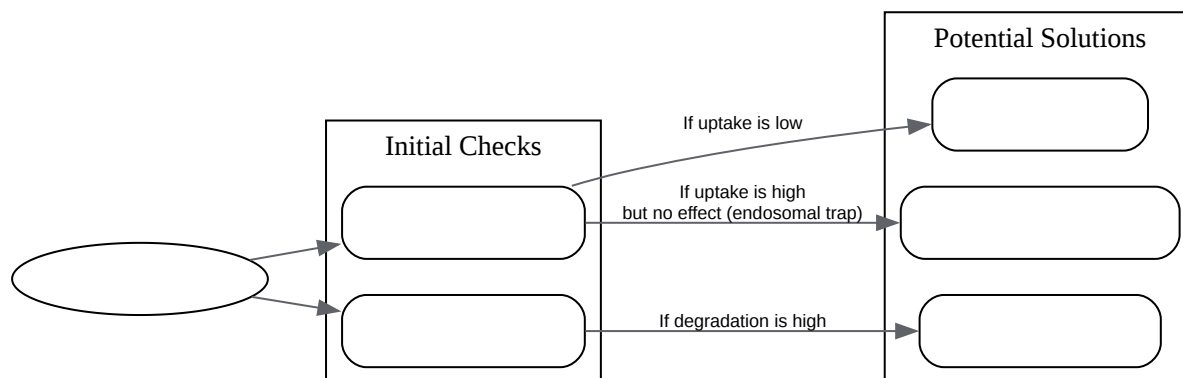 Potential Solutions
Initial Checks
If uptake is low
If uptake is high
but no effect (endosomal trap)
If degradation is high